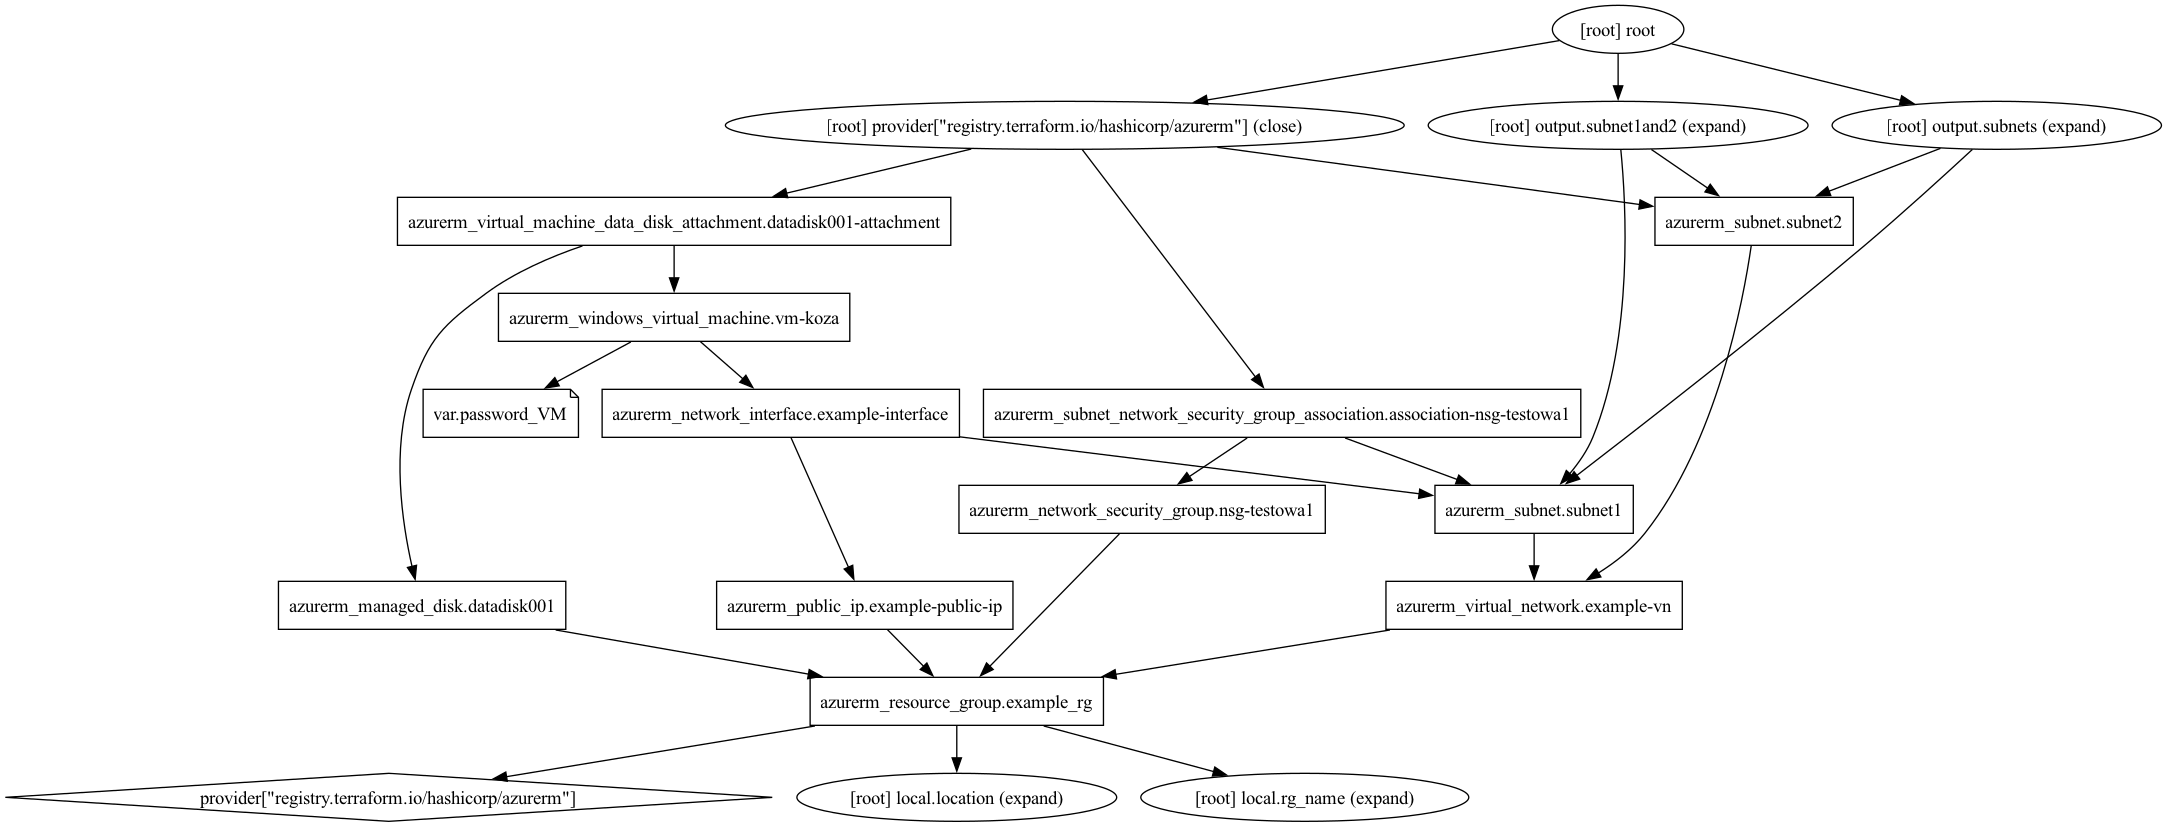 [root] root
[root] provider["registry.terraform.io/hashicorp/azurerm"] (close)
[root] output.subnet1and2 (expand)
[root] output.subnets (expand)
azurerm_virtual_machine_data_disk_attachment.datadisk001-attachment
azurerm_subnet.subnet2
azurerm_windows_virtual_machine.vm-koza
var.password_VM
azurerm_network_interface.example-interface
azurerm_subnet_network_security_group_association.association-nsg-testowa1
azurerm_network_security_group.nsg-testowa1
azurerm_subnet.subnet1
azurerm_managed_disk.datadisk001
azurerm_public_ip.example-public-ip
azurerm_virtual_network.example-vn
azurerm_resource_group.example_rg
provider["registry.terraform.io/hashicorp/azurerm"]
[root] local.location (expand)
[root] local.rg_name (expand)